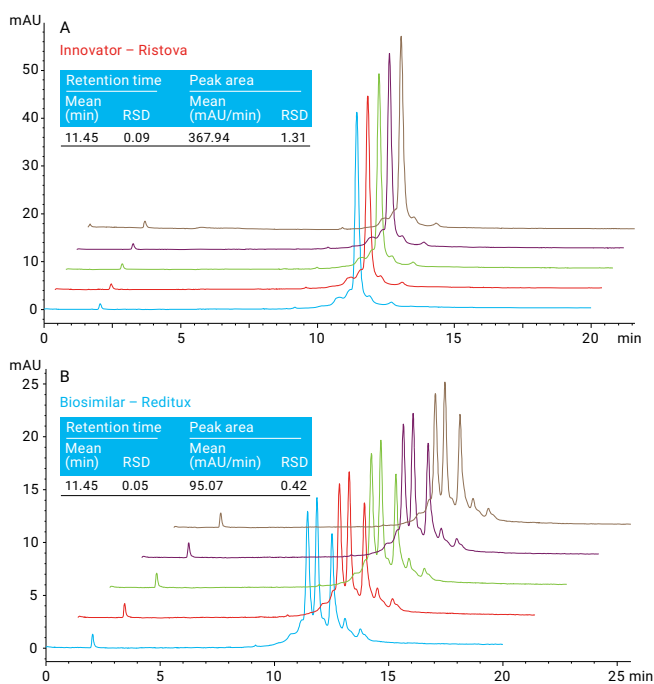 mAU
A
Innovator – Ristova
50
Retention time Peak area
Mean (min) RSD Mean (mAU/min) RSD
11.45 0.09 367.94 1.31
40
30
20
10
0
0 5 10 15 20 min
mAU
B
25
Biosimilar – Reditux
Retention time Peak area
Mean (min) RSD Mean (mAU/min) RSD
11.45 0.05 95.07 0.42
20
15
10
5
0
0 5 10 15 20 25 min